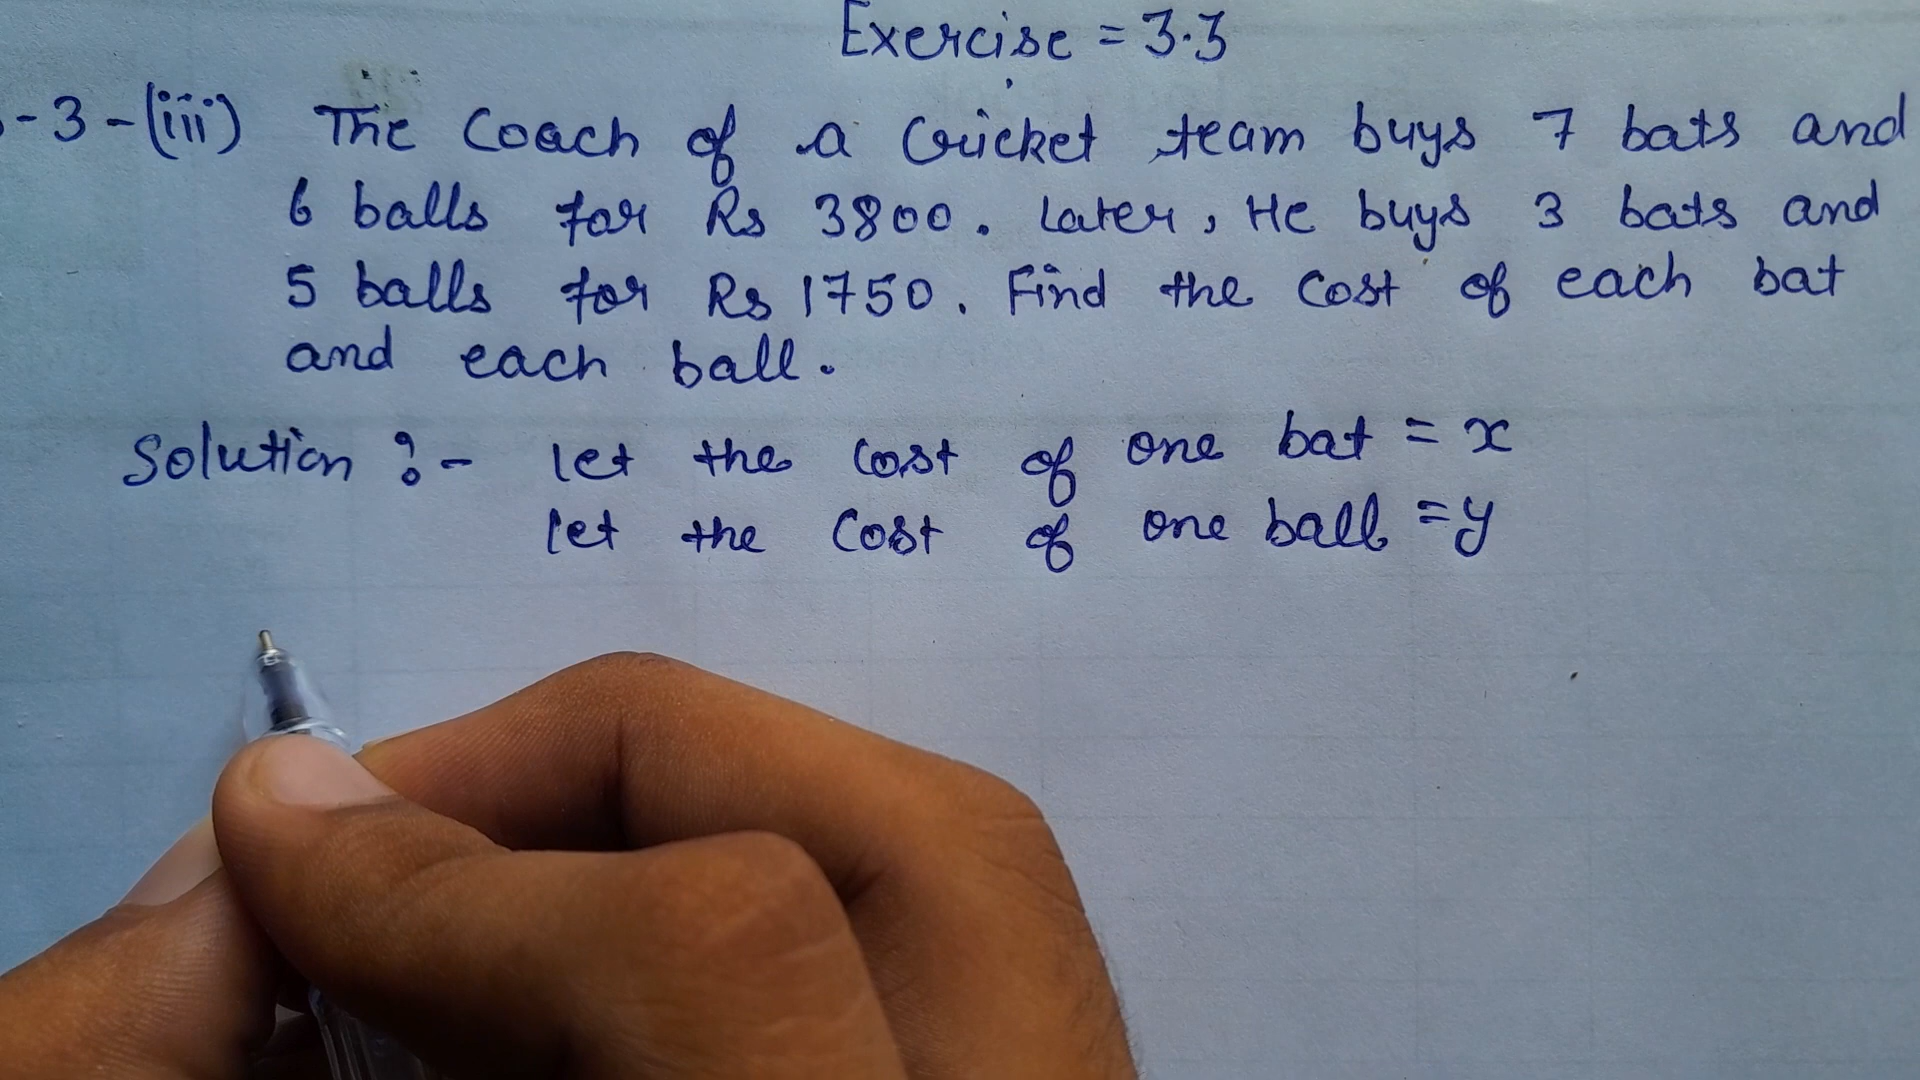 Exercise = 3.3
-3-(iii) The Coach of a Cricket team buys 7 bats and
6 balls for Rs 3800. Later, He buys 3 bats and
5 balls for Rs 1750. Find the Cost of each bat
and each ball.
Solution :- let the Cost of one bat = x
let the Cost of one ball = y